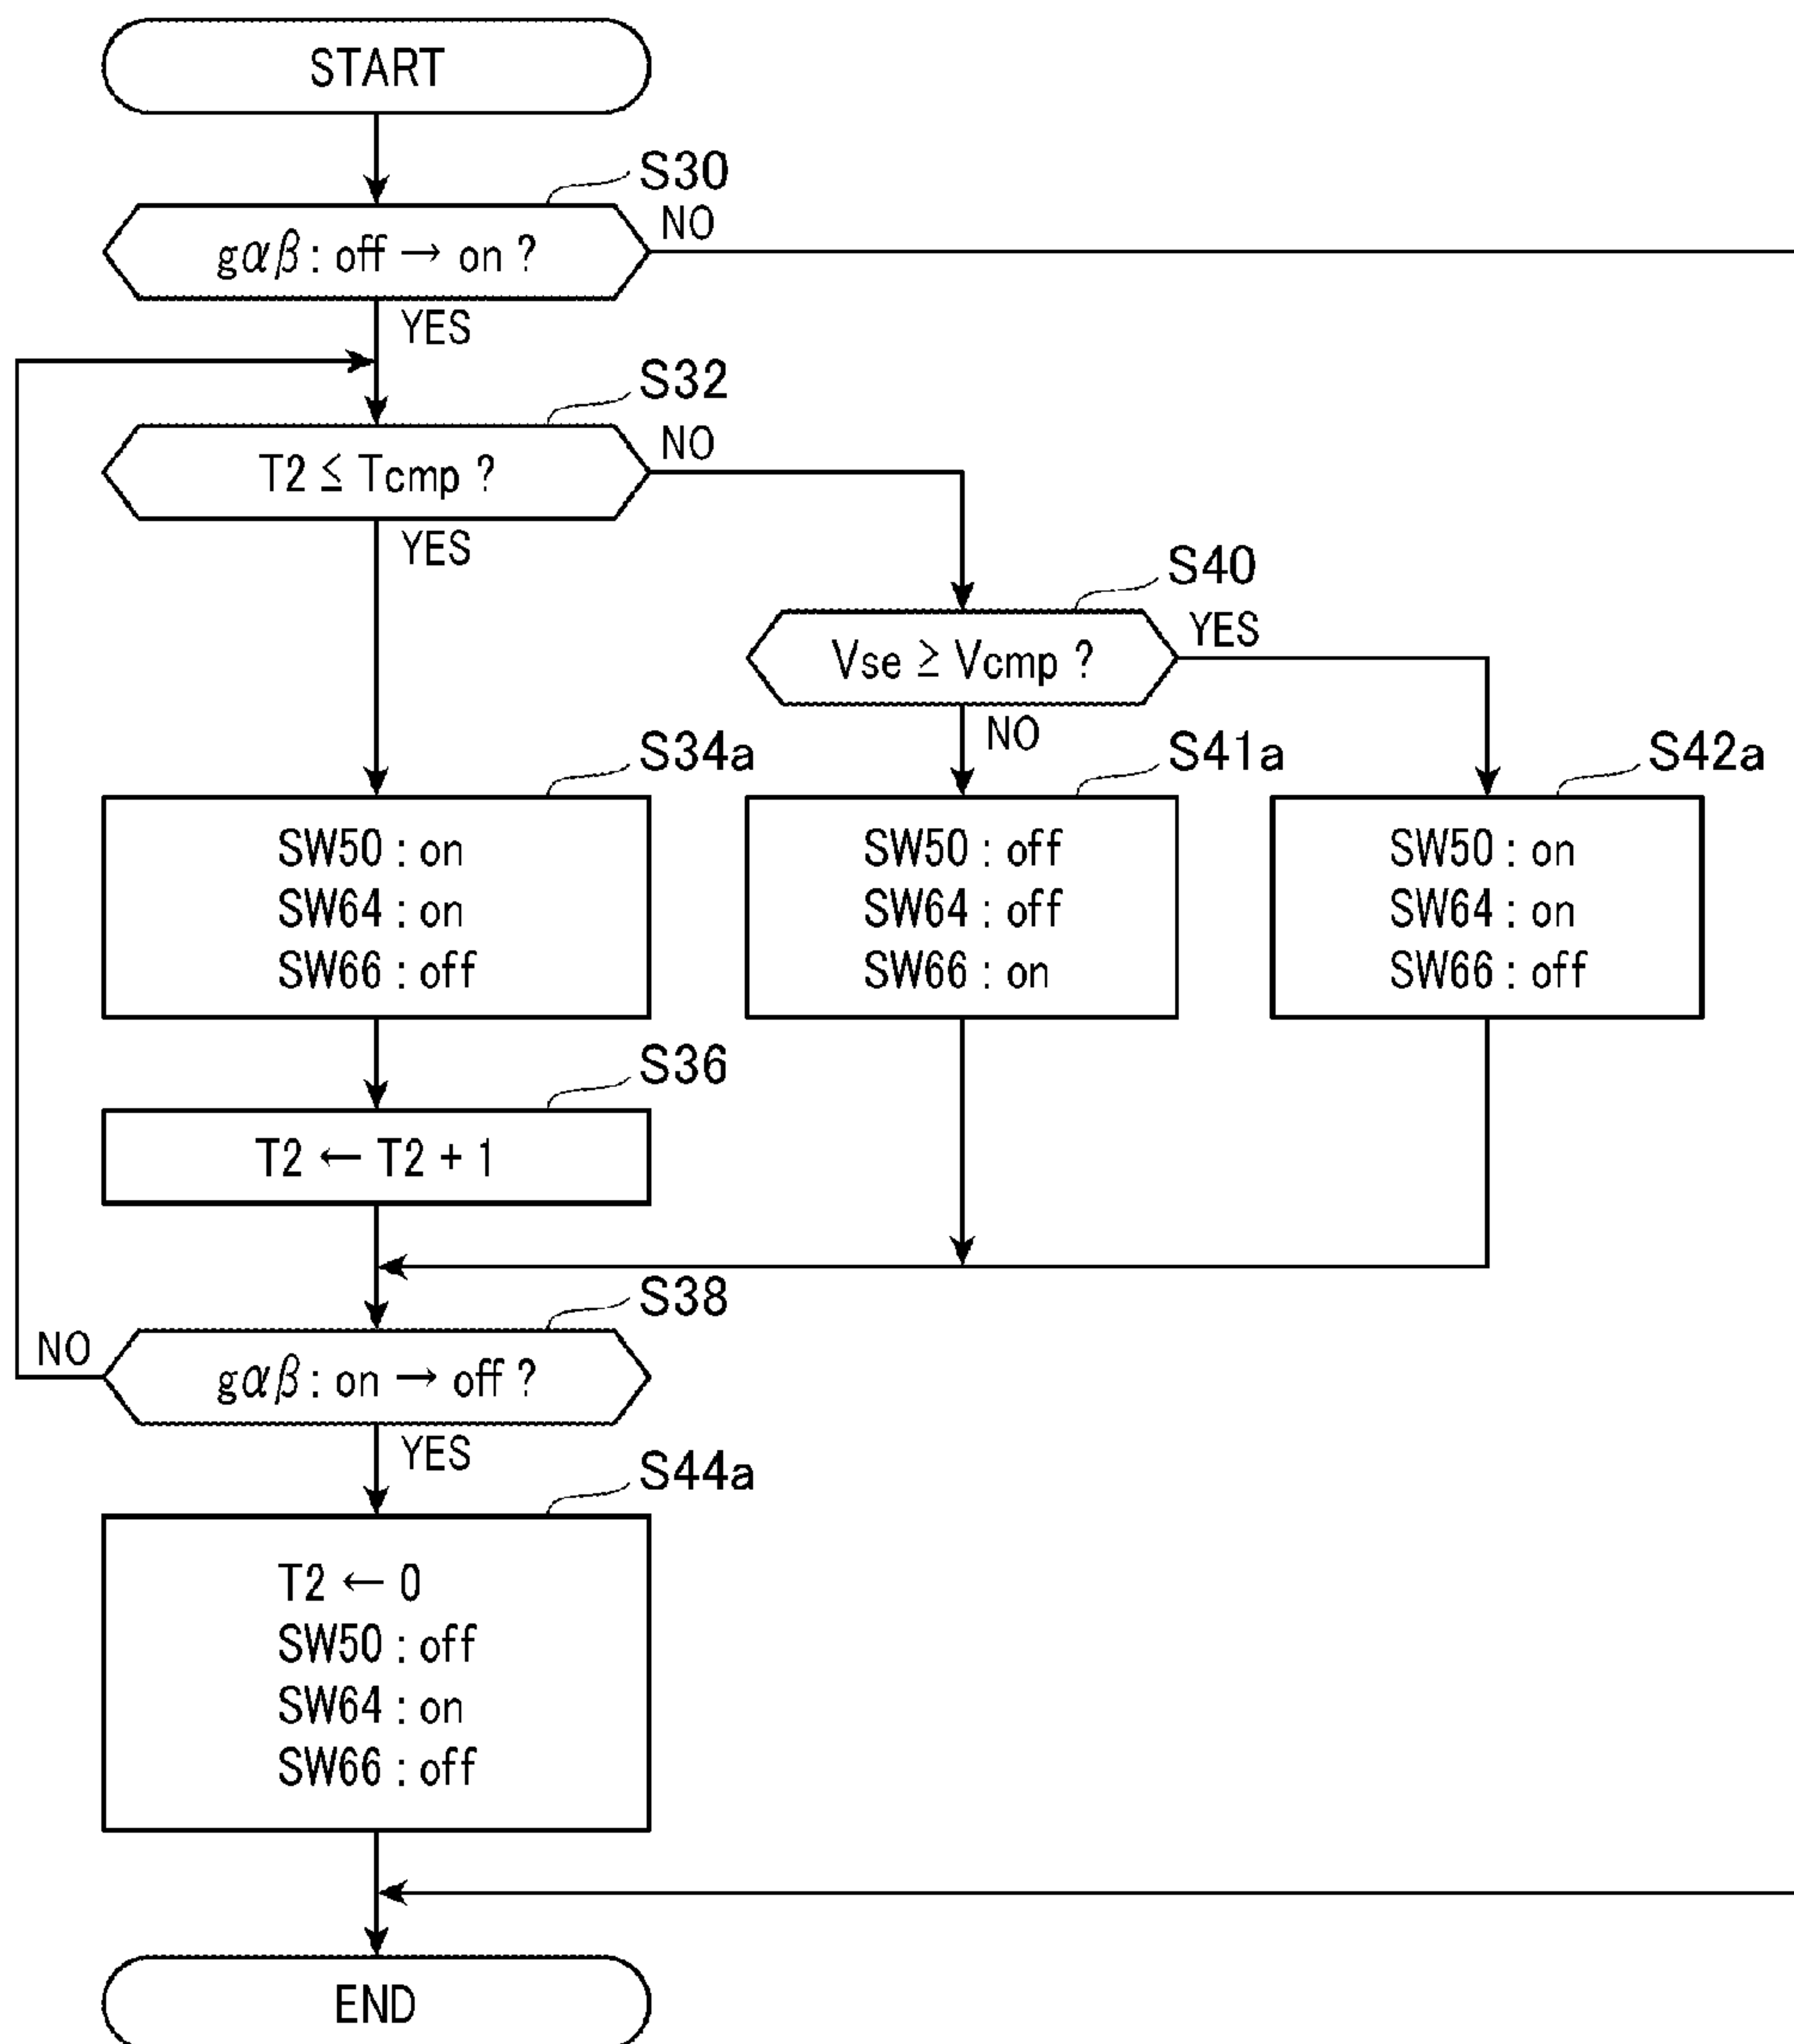 START
S30
gαβ : off → on ?
NO
YES
S32
T2 ≦ Tcmp ?
NO
YES
S40
Vse ≧ Vcmp ?
YES
NO
S34a
SW50 : on
SW64 : on
SW66 : off
S41a
SW50 : off
SW64 : off
SW66 : on
S42a
SW50 : on
SW64 : on
SW66 : off
S36
T2 ← T2 + 1
S38
gαβ : on → off ?
NO
YES
S44a
T2 ← 0
SW50 : off
SW64 : on
SW66 : off
END